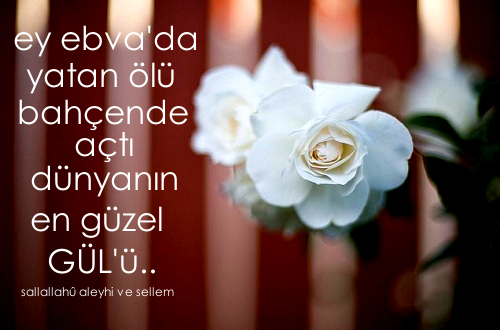 ey ebva'da
yatan ölü
bahçende
açtı
dünyanın
en güzel
GÜL'ü..
sallallahû aleyhi ve sellem